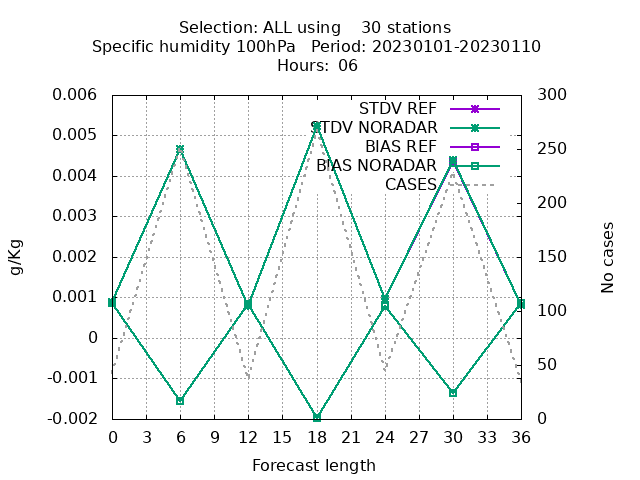 Selection: ALL using 30 stations
Specific humidity 100hPa Period: 20230101-20230110
Hours: 06
0.006
0.005
0.004
0.003
0.002
0.001
0
-0.001
-0.002
300
250
200
150
100
50
0
STDV REF
STDV NORADAR
BIAS REF
BIAS NORADAR
CASES
g/Kg
No cases
0 3 6 9 12 15 18 21 24 27 30 33 36
Forecast length